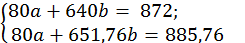 80a + 640b = 872;
80a + 651,76b = 885,76